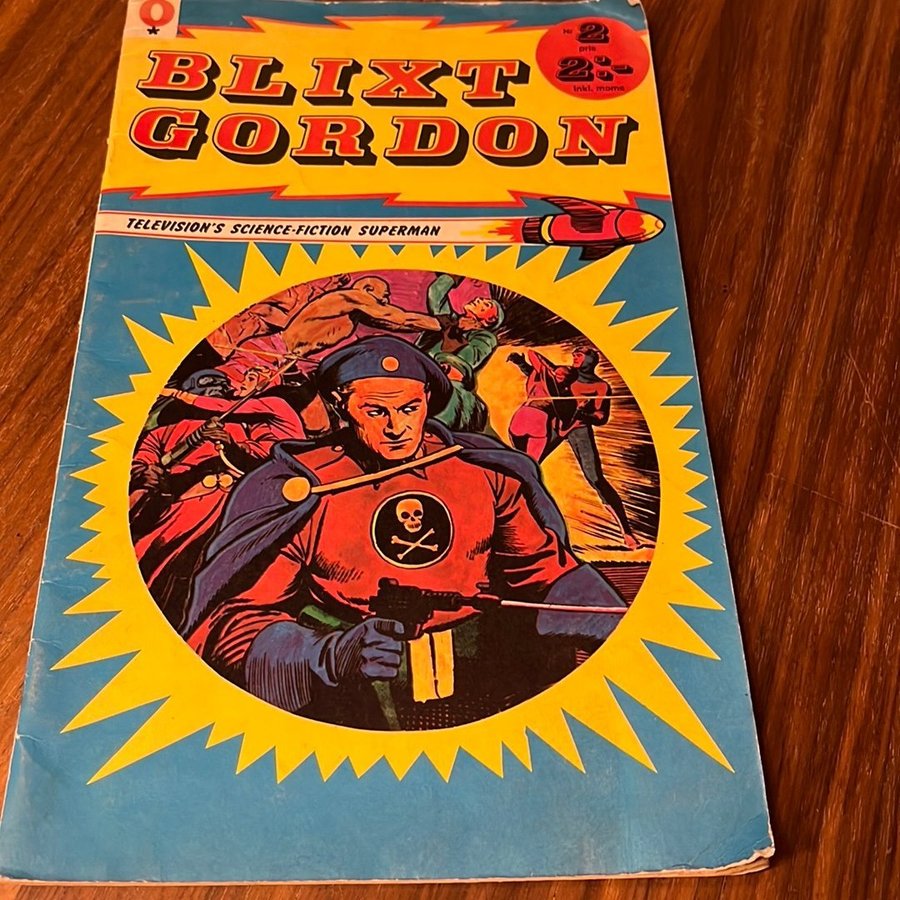 BLIXT
GORDON
Nr 2
pris
2:-
inkl. moms
TELEVISION'S SCIENCE-FICTION SUPERMAN